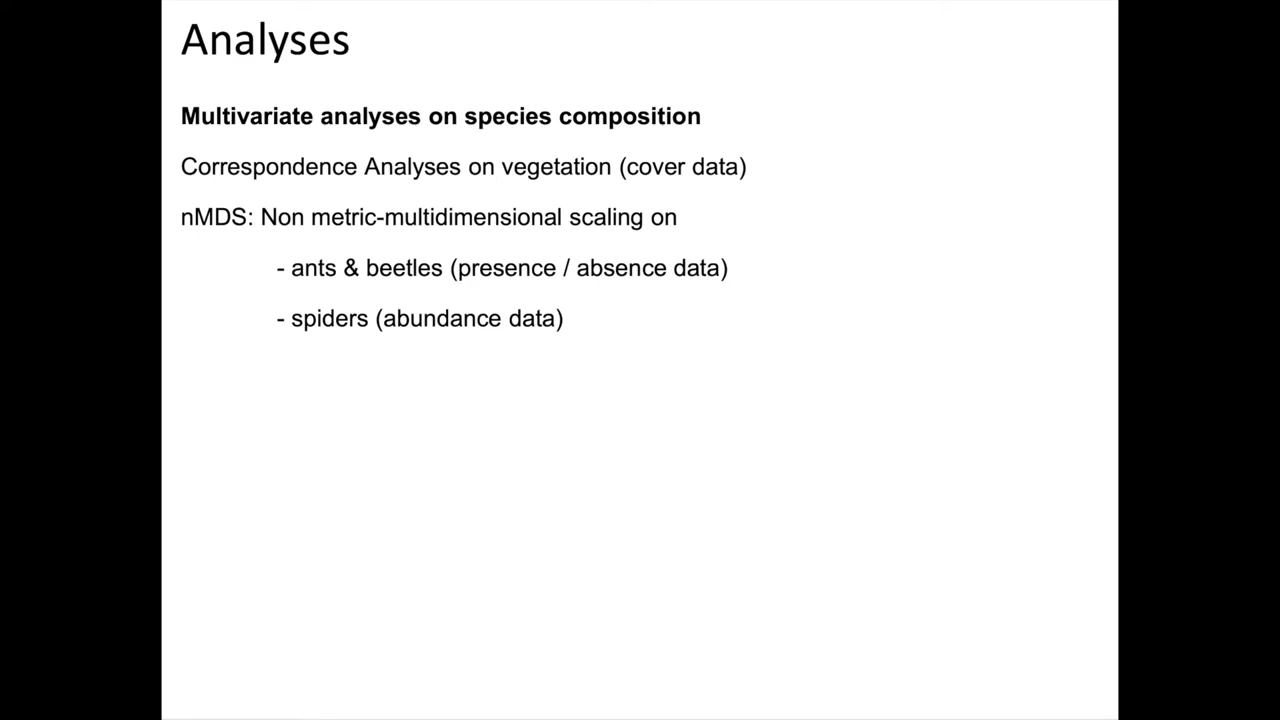 Analyses
Multivariate analyses on species composition
Correspondence Analyses on vegetation (cover data)
nMDS: Non metric-multidimensional scaling on
- ants & beetles (presence / absence data)
- spiders (abundance data)